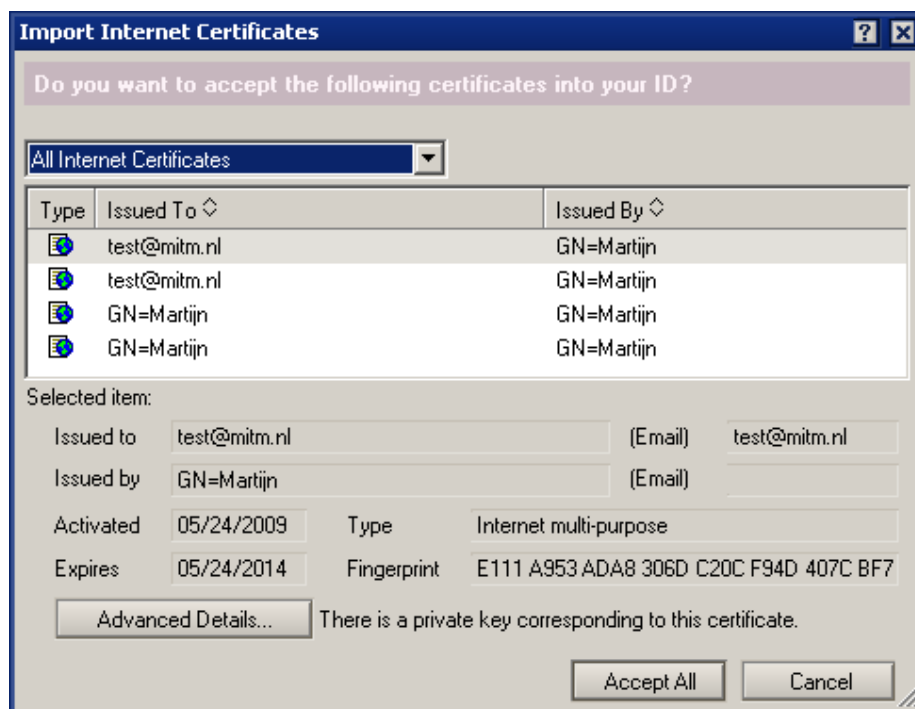 Import Internet Certificates
Do you want to accept the following certificates into your ID?
All Internet Certificates
Type Issued To Issued By
test@mitm.nl GN=Martijn
test@mitm.nl GN=Martijn
GN=Martijn GN=Martijn
GN=Martijn GN=Martijn
Selected item:
Issued to test@mitm.nl (Email) test@mitm.nl
Issued by GN=Martijn (Email)
Activated 05/24/2009 Type Internet multi-purpose
Expires 05/24/2014 Fingerprint E111 A953 ADA8 306D C20C F94D 407C BF7
Advanced Details... There is a private key corresponding to this certificate.
Accept All Cancel